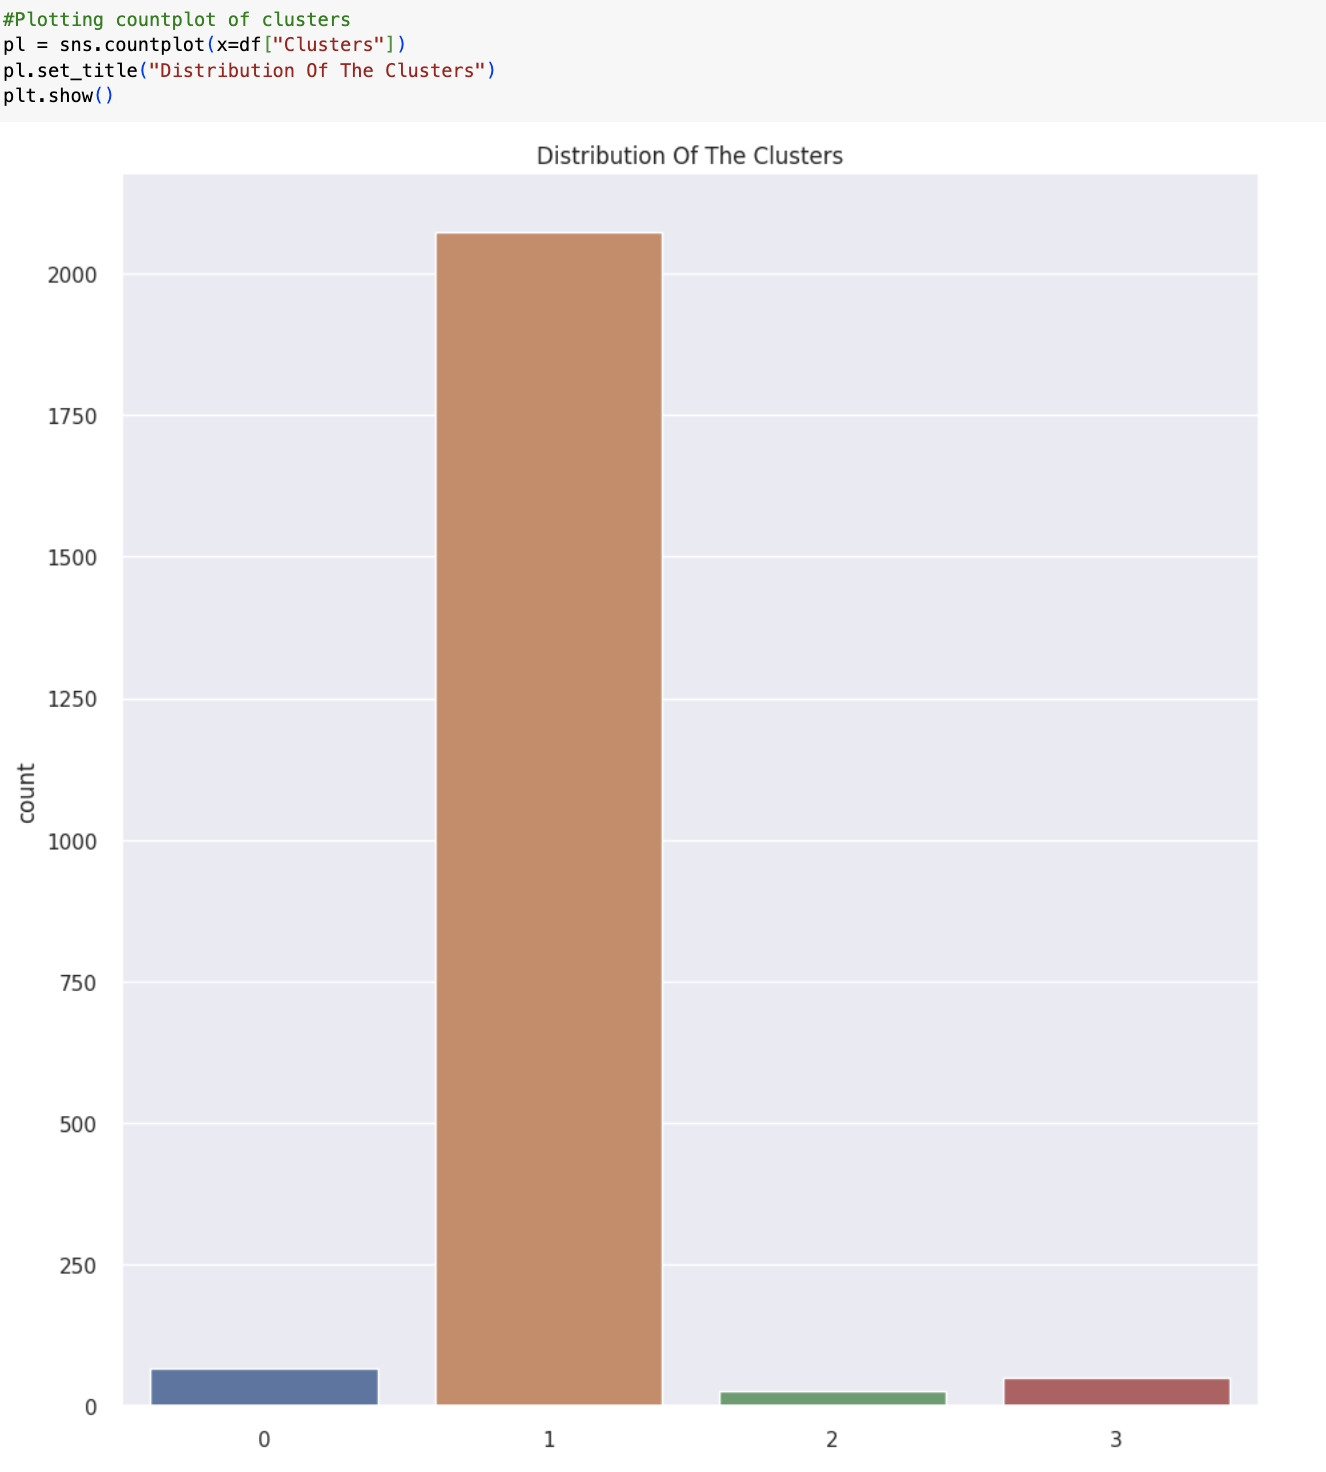 #Plotting countplot of clusters
pl = sns.countplot(x=df["Clusters"])
pl.set_title("Distribution Of The Clusters")
plt.show()
Distribution Of The Clusters
2000
1750
1500
1250
1000
750
500
250
0
count
0 1 2 3